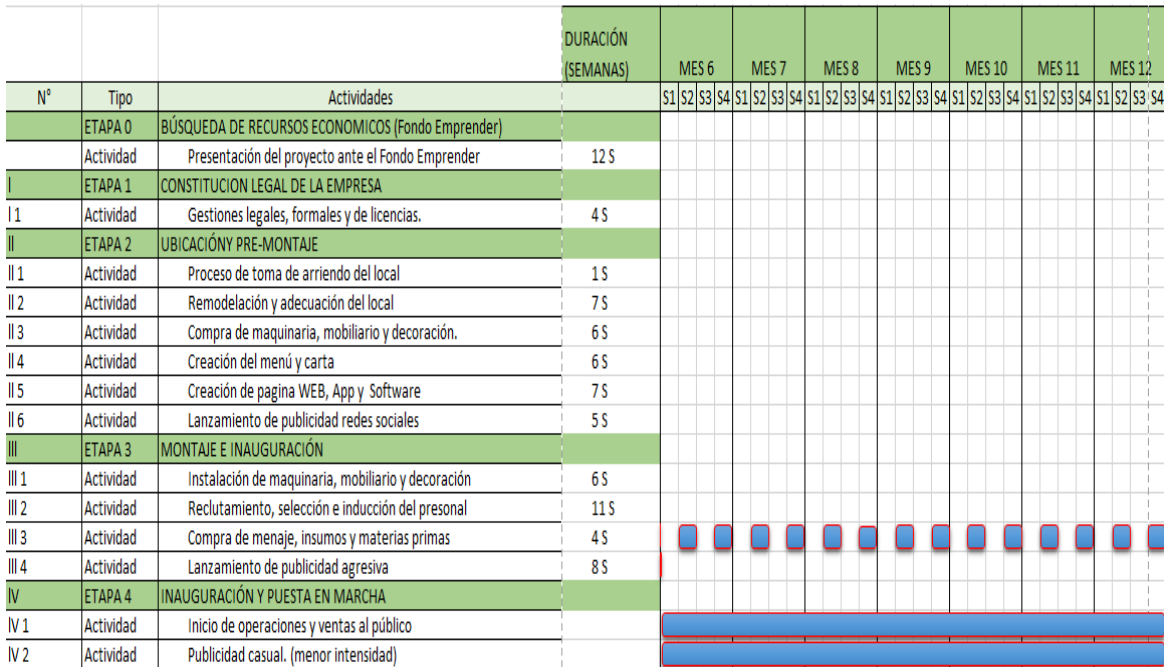 DURACIÓN
(SEMANAS) MES 6 MES 7 MES 8 MES 9 MES 10 MES 11 MES 12
N° Tipo Actividades S1 S2 S3 S4 S1 S2 S3 S4 S1 S2 S3 S4 S1 S2 S3 S4 S1 S2 S3 S4 S1 S2 S3 S4 S1 S2 S3 S4
ETAPA 0 BÚSQUEDA DE RECURSOS ECONOMICOS (Fondo Emprender)
Actividad Presentación del proyecto ante el Fondo Emprender 12 S
I ETAPA 1 CONSTITUCION LEGAL DE LA EMPRESA
I 1 Actividad Gestiones legales, formales y de licencias. 4 S
II ETAPA 2 UBICACIÓNY PRE-MONTAJE
II 1 Actividad Proceso de toma de arriendo del local 1 S
II 2 Actividad Remodelación y adecuación del local 7 S
II 3 Actividad Compra de maquinaria, mobiliario y decoración. 6 S
II 4 Actividad Creación del menú y carta 6 S
II 5 Actividad Creación de pagina WEB, App y Software 7 S
II 6 Actividad Lanzamiento de publicidad redes sociales 5 S
III ETAPA 3 MONTAJE E INAUGURACIÓN
III 1 Actividad Instalación de maquinaria, mobiliario y decoración 6 S
III 2 Actividad Reclutamiento, selección e inducción del presonal 11 S
III 3 Actividad Compra de menaje, insumos y materias primas 4 S
III 4 Actividad Lanzamiento de publicidad agresiva 8 S
IV ETAPA 4 INAUGURACIÓN Y PUESTA EN MARCHA
IV 1 Actividad Inicio de operaciones y ventas al público
IV 2 Actividad Publicidad casual. (menor intensidad)